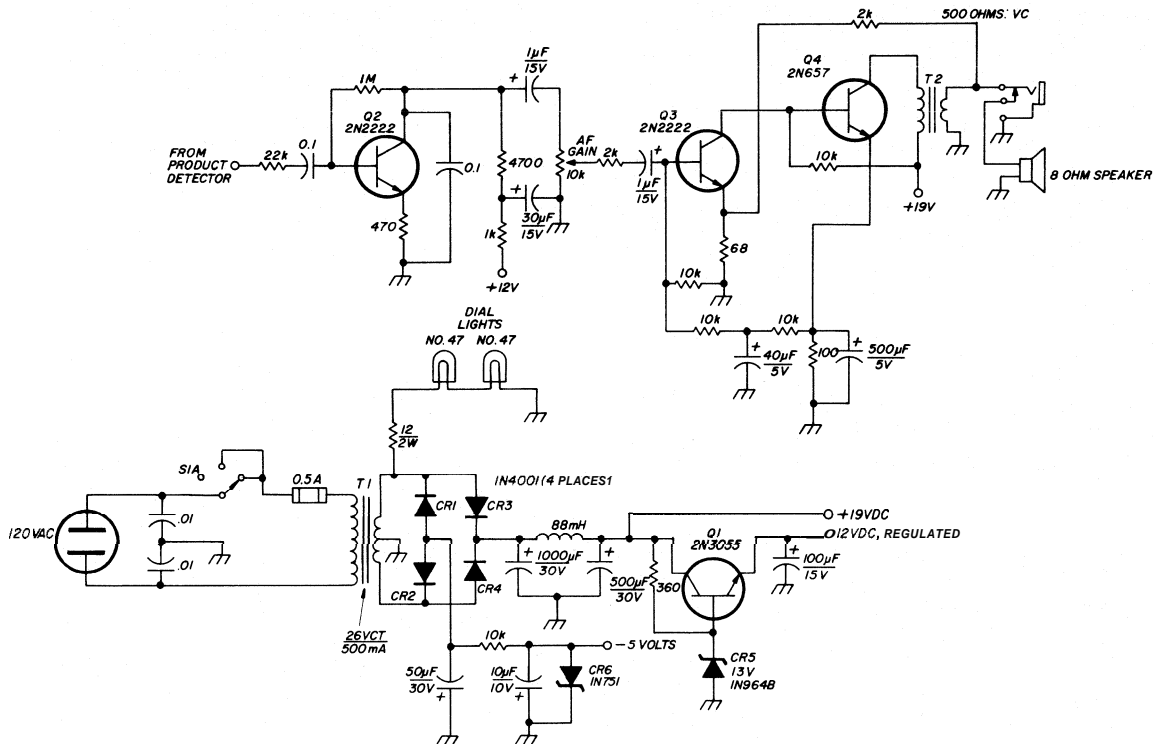 2k
500 OHMS: VC
1µF
15V
Q4
2N657
1M
T2
Q2
2N2222
Q3
2N2222
FROM
PRODUCT
DETECTOR
22k
0.1
0.1
4700
AF
GAIN
10k
2k
1µF
15V
10k
+19V
8 OHM SPEAKER
470
30µF
15V
1k
+12V
68
10k
10k
10k
40µF
5V
100
500µF
5V
DIAL
LIGHTS
NO. 47 NO. 47
12
2W
S1A
0.5A
T1
1N4001 (4 PLACES1
CR1
CR3
120VAC
.01
.01
CR2
CR4
88mH
1000µF
30V
500µF
30V
360
Q1
2N3055
+19VDC
12VDC, REGULATED
100µF
15V
26VCT
500mA
10k
-5 VOLTS
50µF
30V
10µF
10V
CR6
1N751
CR5
13V
1N964B